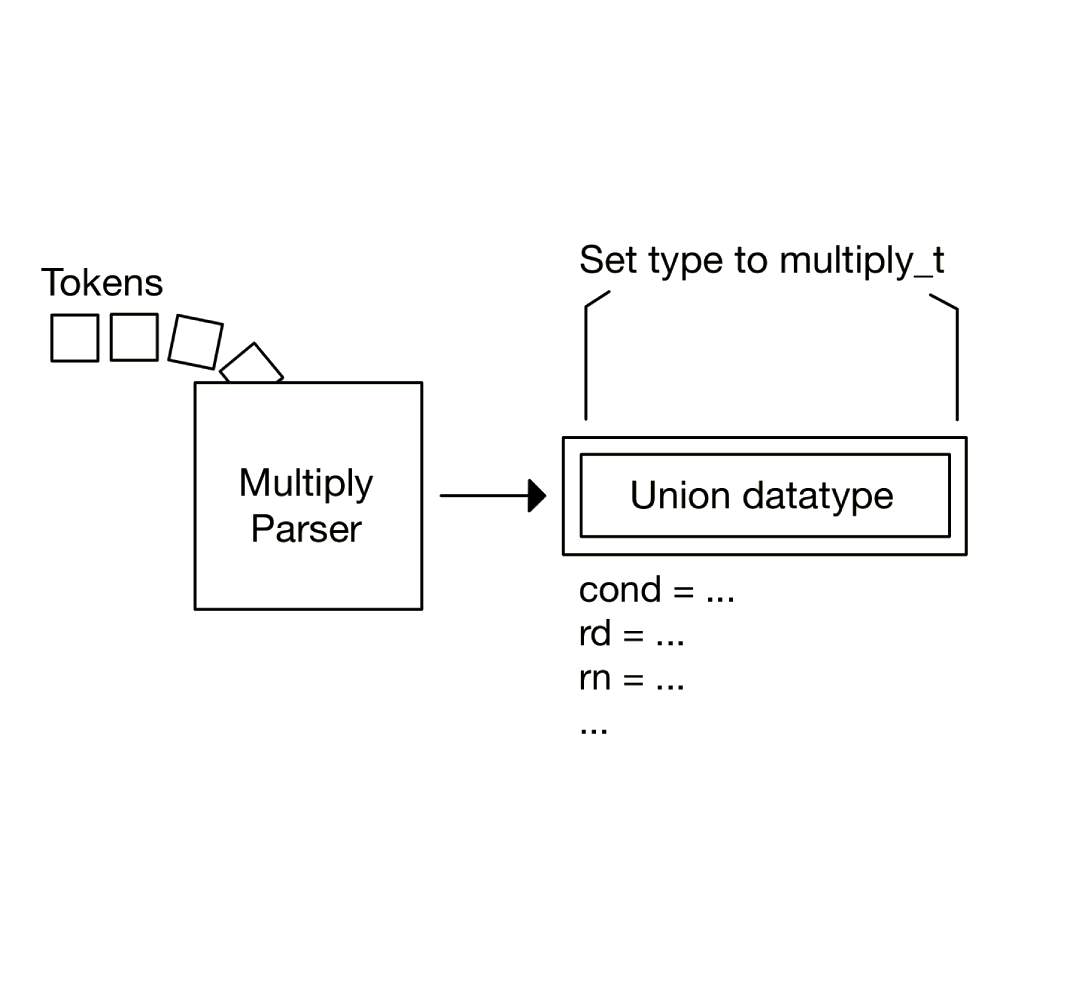 Tokens
Multiply
Parser
Set type to multiply_t
Union datatype
cond = ...
rd = ...
rn = ...
...